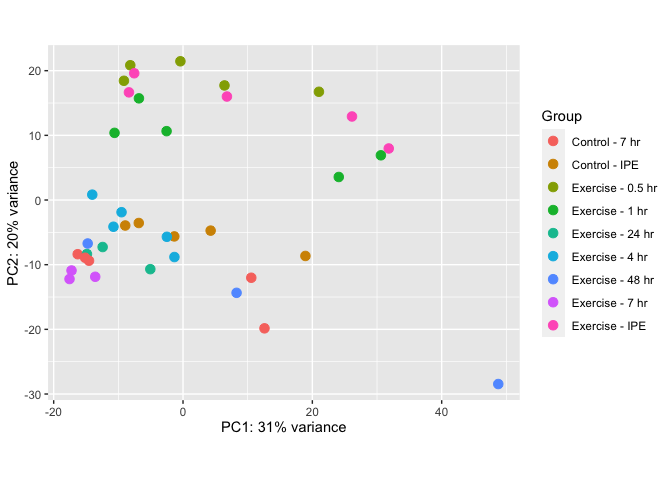 20
10
0
-10
-20
-30
PC2: 20% variance
-20
0
20
40
PC1: 31% variance
Group
Control - 7 hr
Control - IPE
Exercise - 0.5 hr
Exercise - 1 hr
Exercise - 24 hr
Exercise - 4 hr
Exercise - 48 hr
Exercise - 7 hr
Exercise - IPE